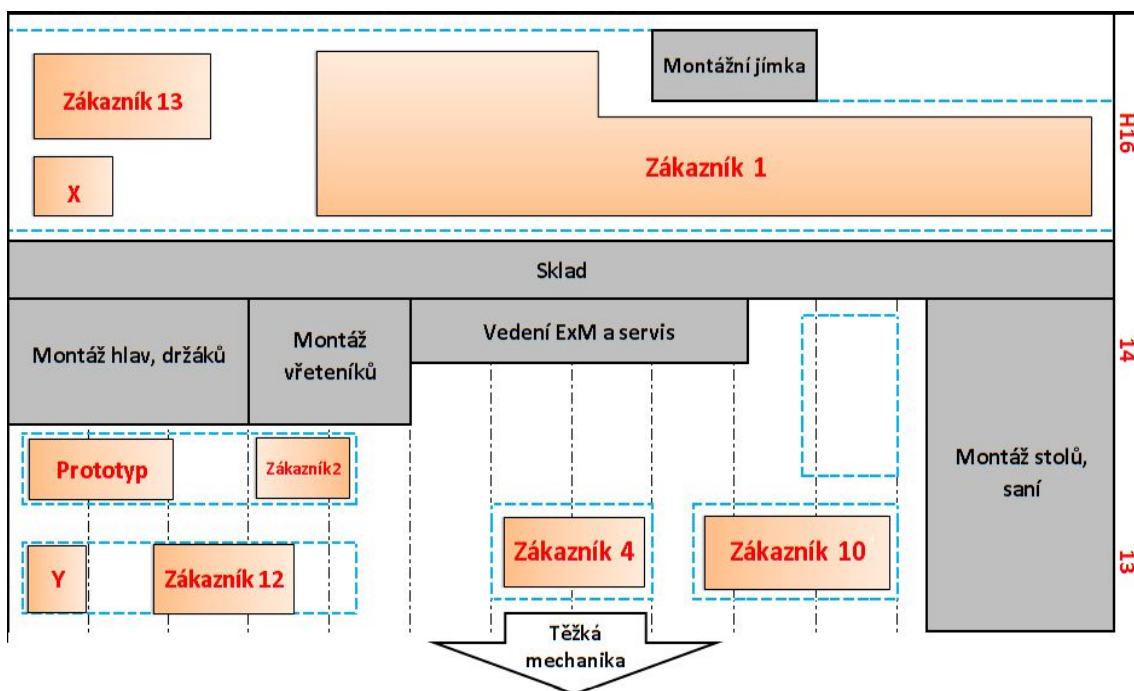 Montážní jímka
Zákazník 13
H16
Zákazník 1
X
Sklad
Vedení ExM a servis
Montáž
vřeteníků
Montáž hlav, držáků
14
Prototyp
Zákazník2
Montáž stolů,
saní
Zákazník 4
Zákazník 10
13
Y
Zákazník 12
Těžká
mechanika